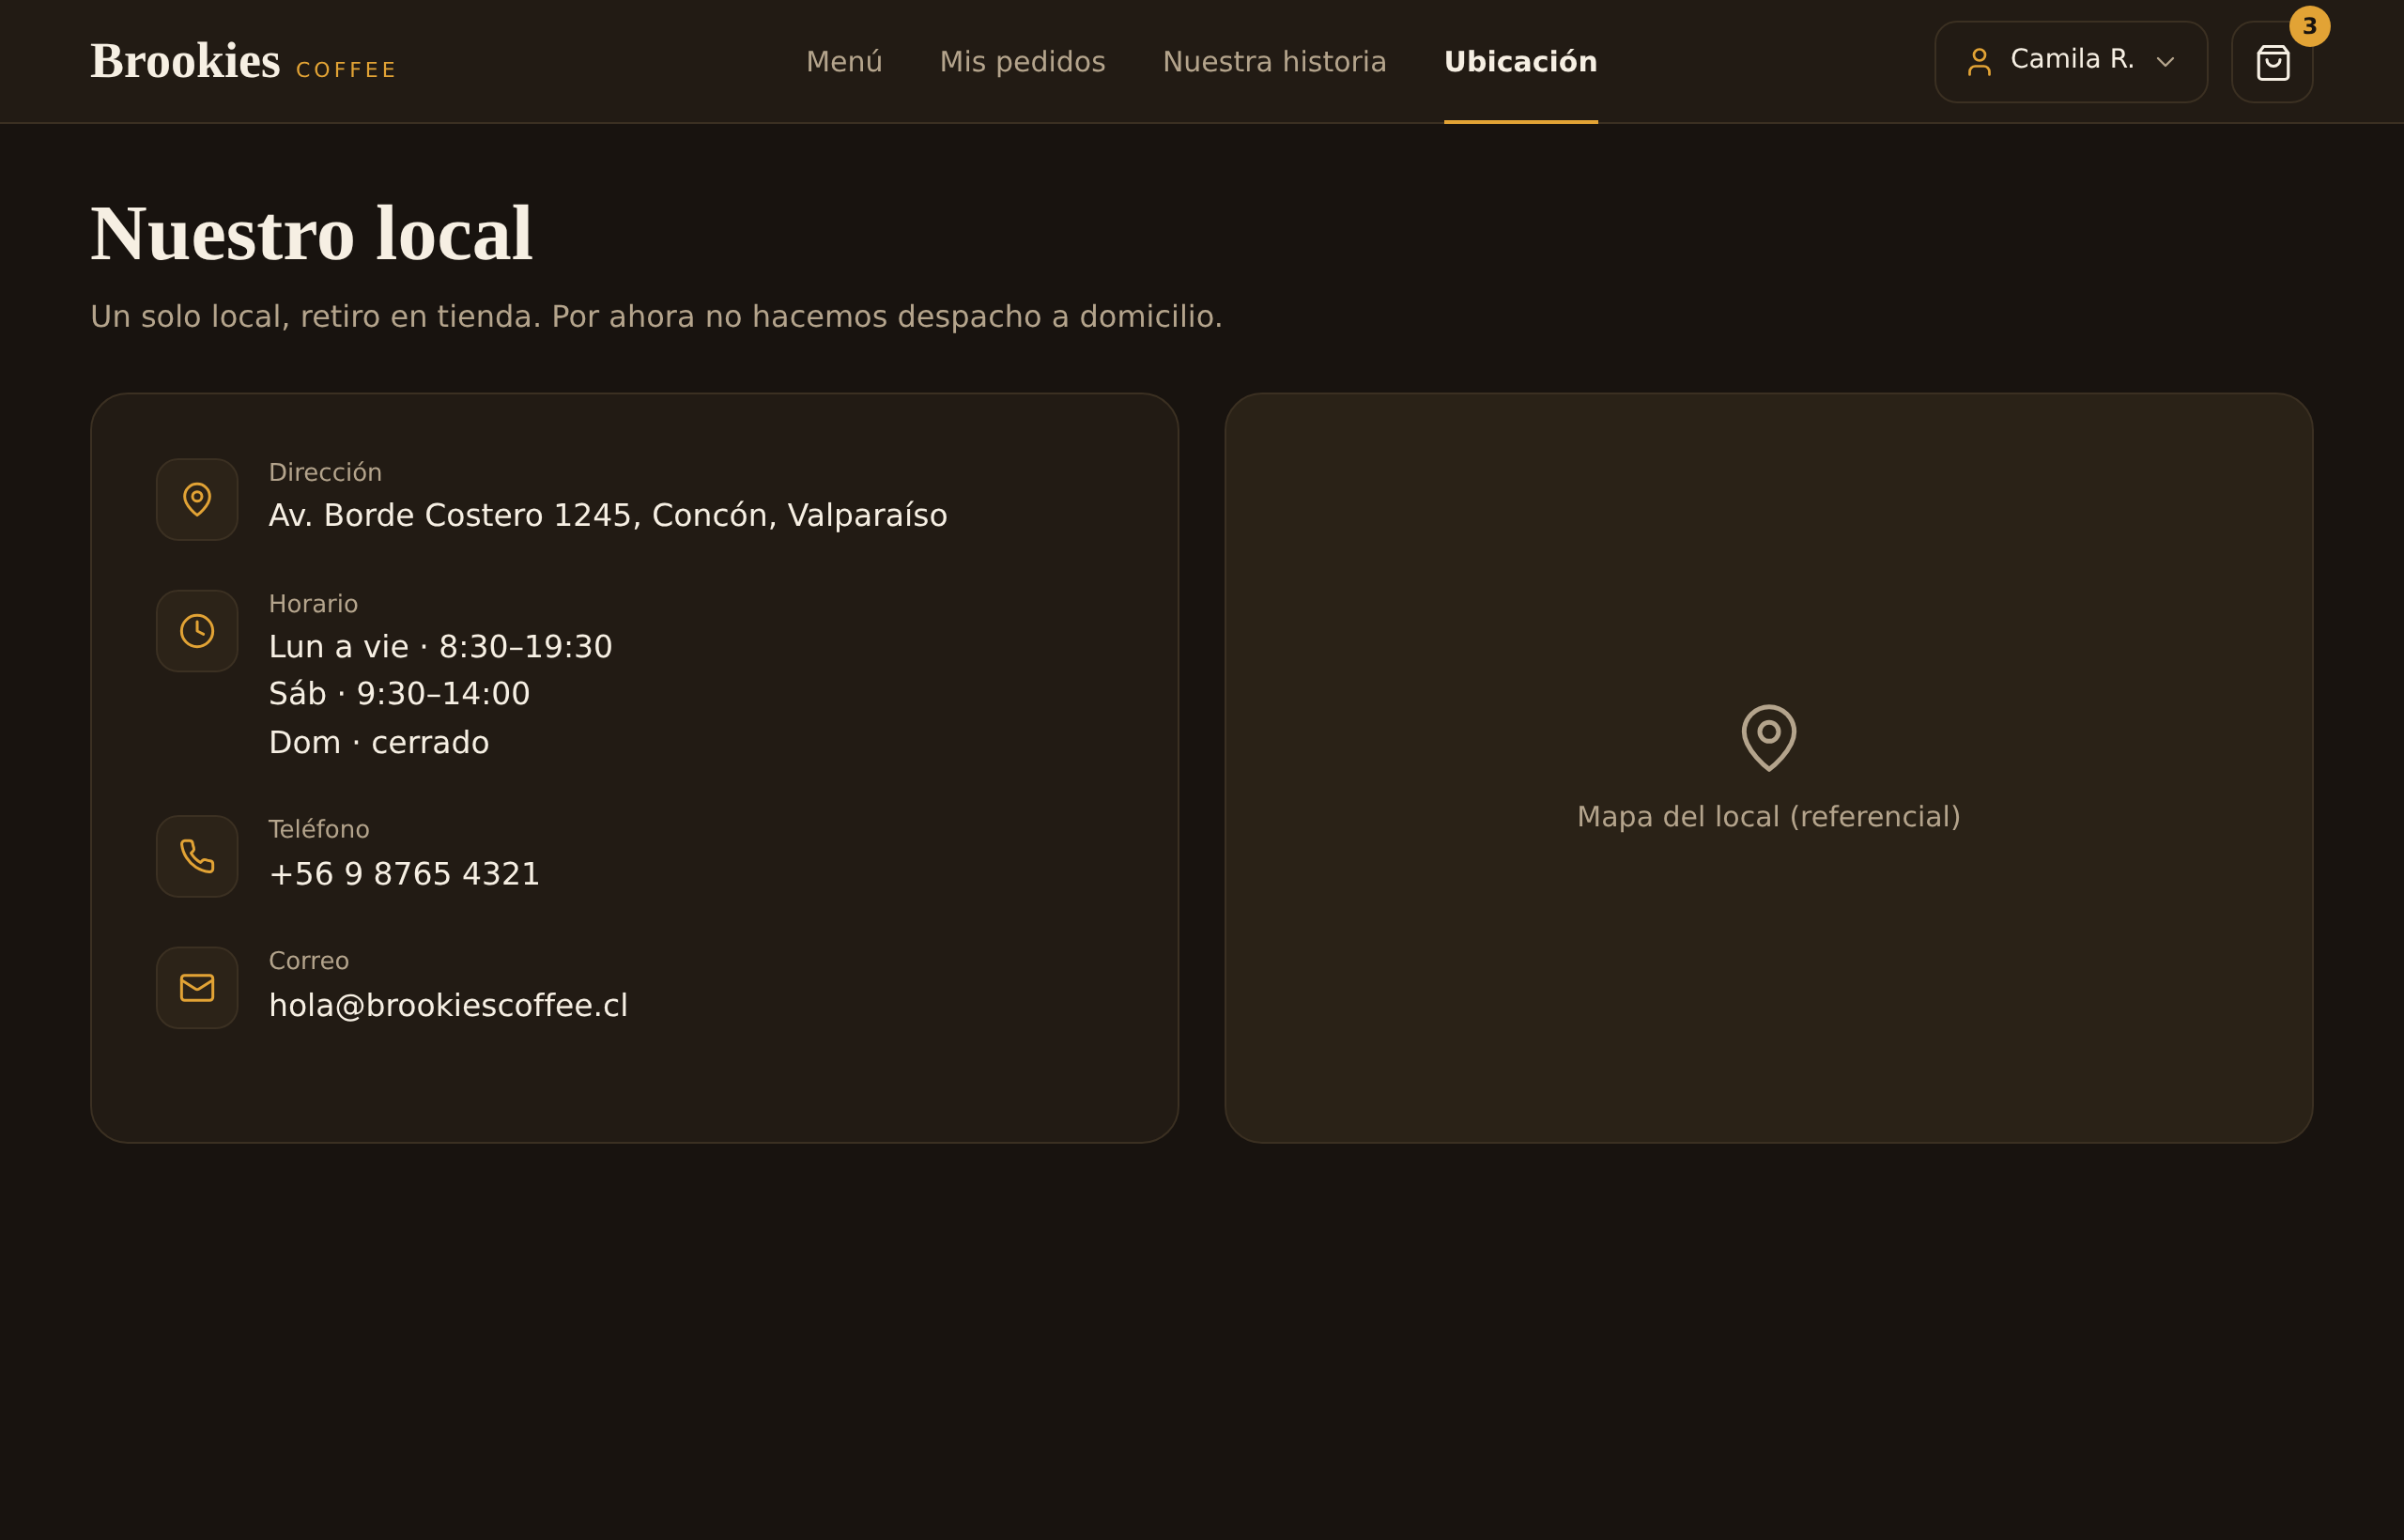 Brookies COFFEE
Menú
Mis pedidos
Nuestra historia
Ubicación
Camila R.
3
Nuestro local
Un solo local, retiro en tienda. Por ahora no hacemos despacho a domicilio.
Dirección
Av. Borde Costero 1245, Concón, Valparaíso
Horario
Lun a vie · 8:30–19:30
Sáb · 9:30–14:00
Dom · cerrado
Teléfono
+56 9 8765 4321
Correo
hola@brookiescoffee.cl
Mapa del local (referencial)